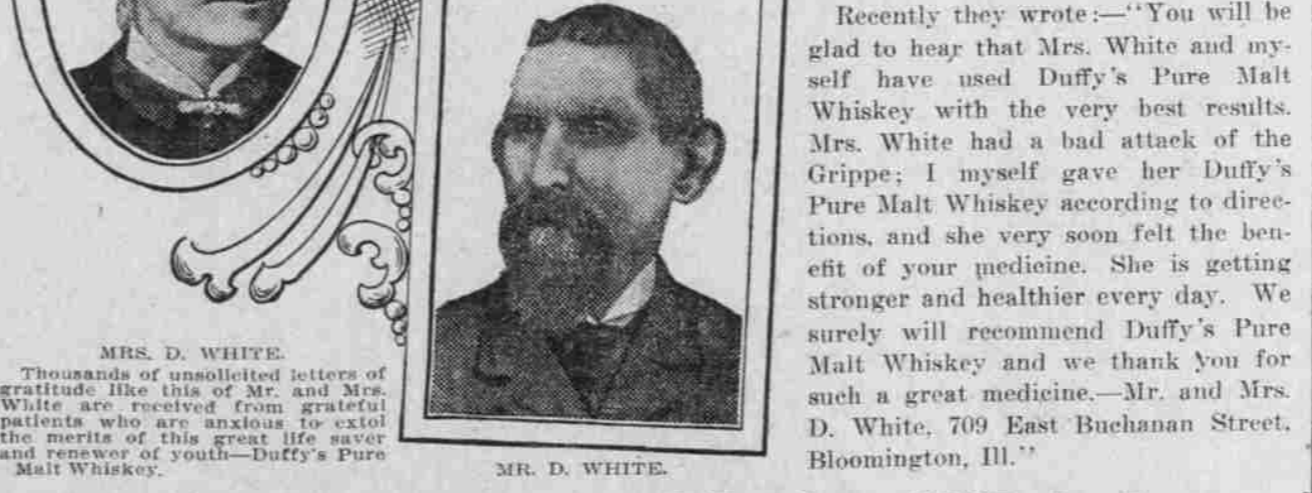 MRS. D. WHITE.
Thousands of unsolicited letters of
gratitude like this of Mr. and Mrs.
White are received from grateful
patients who are anxious to extol
the merits of this great life saver
and renewer of youth—Duffy's Pure
Malt Whiskey.
MR. D. WHITE.
Recently they wrote:—"You will be
glad to hear that Mrs. White and my-
self have used Duffy's Pure Malt
Whiskey with the very best results.
Mrs. White had a bad attack of the
Grippe; I myself gave her Duffy's
Pure Malt Whiskey according to direc-
tions, and she very soon felt the ben-
efit of your medicine. She is getting
stronger and healthier every day. We
surely will recommend Duffy's Pure
Malt Whiskey and we thank you for
such a great medicine.—Mr. and Mrs.
D. White, 709 East Buchanan Street,
Bloomington, Ill."